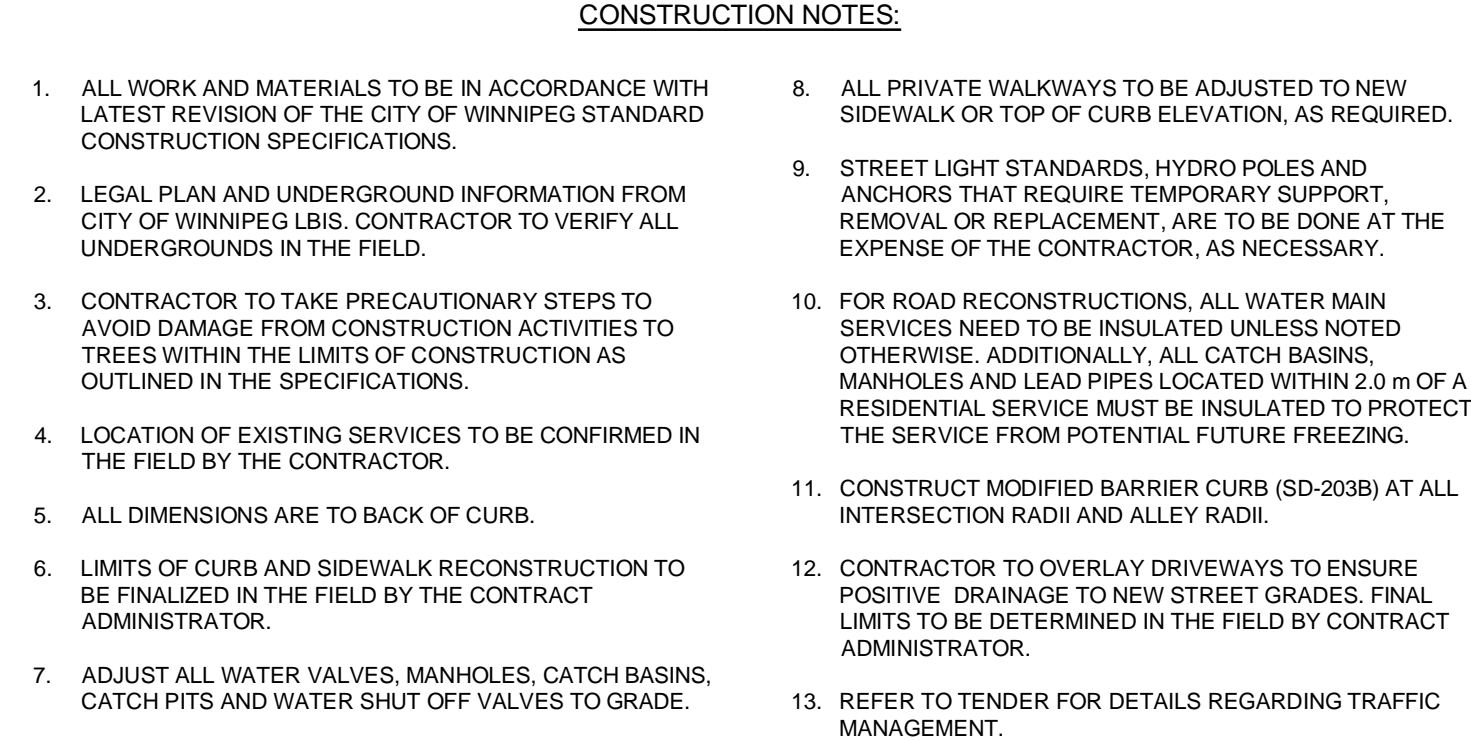 CONSTRUCTION NOTES:
1. ALL WORK AND MATERIALS TO BE IN ACCORDANCE WITH
LATEST REVISION OF THE CITY OF WINNIPEG STANDARD
CONSTRUCTION SPECIFICATIONS.
2. LEGAL PLAN AND UNDERGROUND INFORMATION FROM
CITY OF WINNIPEG LBIS. CONTRACTOR TO VERIFY ALL
UNDERGROUNDS IN THE FIELD.
3. CONTRACTOR TO TAKE PRECAUTIONARY STEPS TO
AVOID DAMAGE FROM CONSTRUCTION ACTIVITIES TO
TREES WITHIN THE LIMITS OF CONSTRUCTION AS
OUTLINED IN THE SPECIFICATIONS.
4. LOCATION OF EXISTING SERVICES TO BE CONFIRMED IN
THE FIELD BY THE CONTRACTOR.
5. ALL DIMENSIONS ARE TO BACK OF CURB.
6. LIMITS OF CURB AND SIDEWALK RECONSTRUCTION TO
BE FINALIZED IN THE FIELD BY THE CONTRACT
ADMINISTRATOR.
7. ADJUST ALL WATER VALVES, MANHOLES, CATCH BASINS,
CATCH PITS AND WATER SHUT OFF VALVES TO GRADE.
8. ALL PRIVATE WALKWAYS TO BE ADJUSTED TO NEW
SIDEWALK OR TOP OF CURB ELEVATION, AS REQUIRED.
9. STREET LIGHT STANDARDS, HYDRO POLES AND
ANCHORS THAT REQUIRE TEMPORARY SUPPORT,
REMOVAL OR REPLACEMENT, ARE TO BE DONE AT THE
EXPENSE OF THE CONTRACTOR, AS NECESSARY.
10. FOR ROAD RECONSTRUCTIONS, ALL WATER MAIN
SERVICES NEED TO BE INSULATED UNLESS NOTED
OTHERWISE. ADDITIONALLY, ALL CATCH BASINS,
MANHOLES AND LEAD PIPES LOCATED WITHIN 2.0 m OF A
RESIDENTIAL SERVICE MUST BE INSULATED TO PROTECT
THE SERVICE FROM POTENTIAL FUTURE FREEZING.
11. CONSTRUCT MODIFIED BARRIER CURB (SD-203B) AT ALL
INTERSECTION RADII AND ALLEY RADII.
12. CONTRACTOR TO OVERLAY DRIVEWAYS TO ENSURE
POSITIVE DRAINAGE TO NEW STREET GRADES. FINAL
LIMITS TO BE DETERMINED IN THE FIELD BY CONTRACT
ADMINISTRATOR.
13. REFER TO TENDER FOR DETAILS REGARDING TRAFFIC
MANAGEMENT.